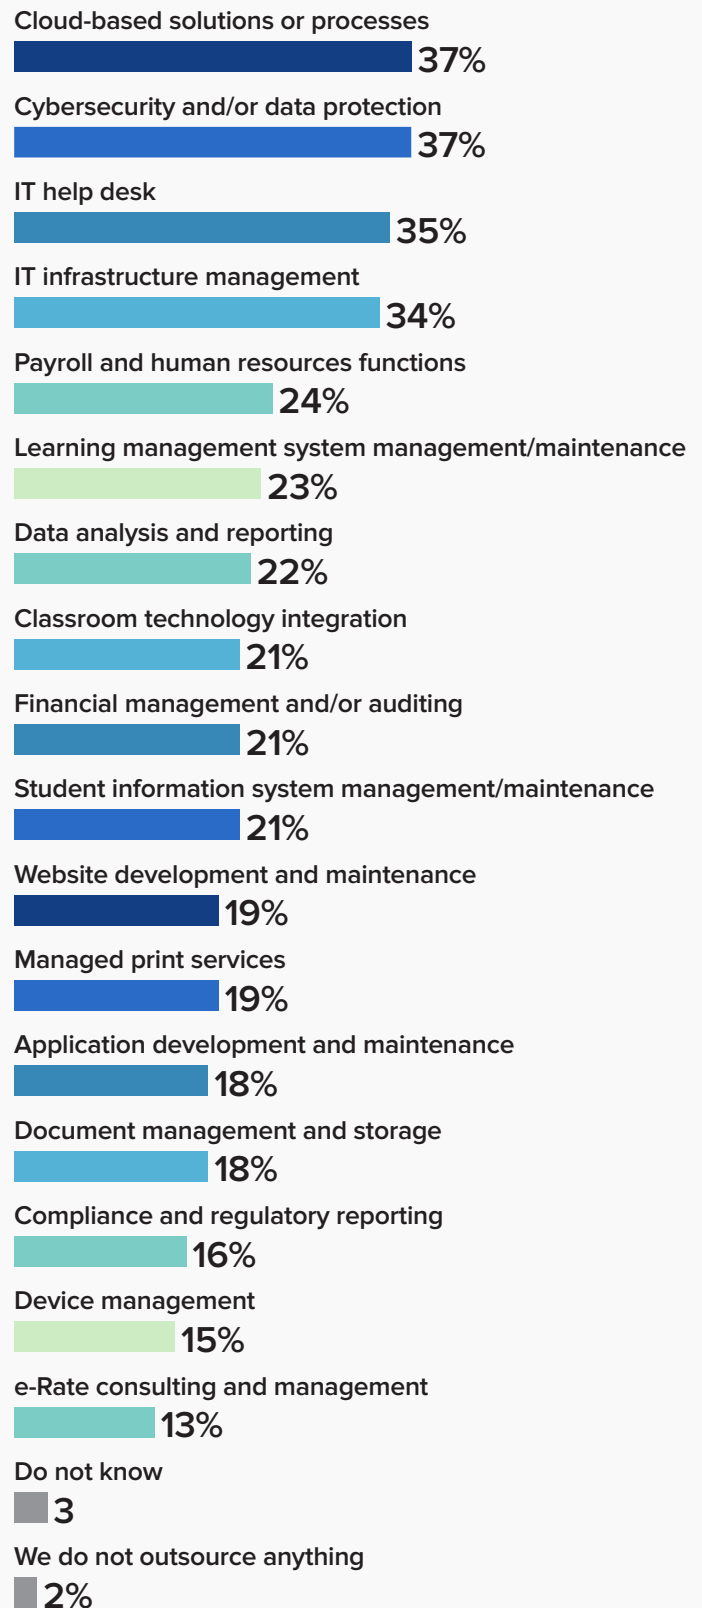 Cloud-based solutions or processes
37%
Cybersecurity and/or data protection
37%
IT help desk
35%
IT infrastructure management
34%
Payroll and human resources functions
24%
Learning management system management/maintenance
23%
Data analysis and reporting
22%
Classroom technology integration
21%
Financial management and/or auditing
21%
Student information system management/maintenance
21%
Website development and maintenance
19%
Managed print services
19%
Application development and maintenance
18%
Document management and storage
18%
Compliance and regulatory reporting
16%
Device management
15%
e-Rate consulting and management
13%
Do not know
3
We do not outsource anything
2%